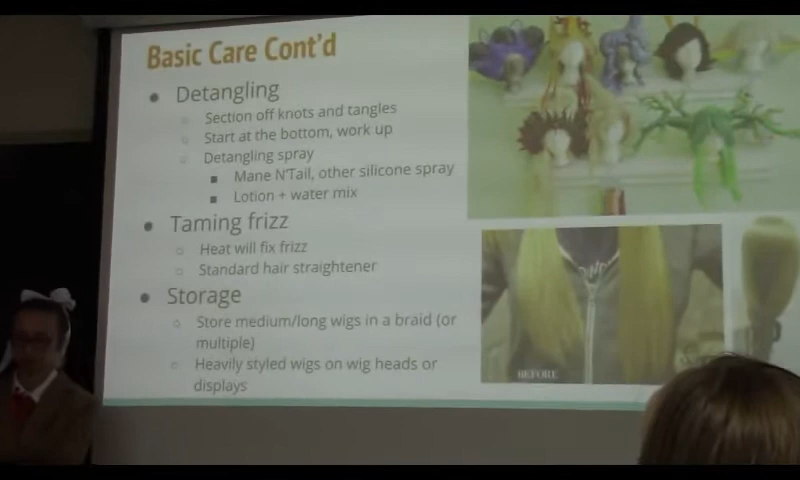 Basic Care Cont'd
Detangling
Section off knots and tangles
Start at the bottom, work up
Detangling spray
Mane N'Tail, other silicone spray
Lotion + water mix
Taming frizz
Heat will fix frizz
Standard hair straightener
Storage
Store medium/long wigs in a braid (or
multiple)
Heavily styled wigs on wig heads or
displays
BEFORE